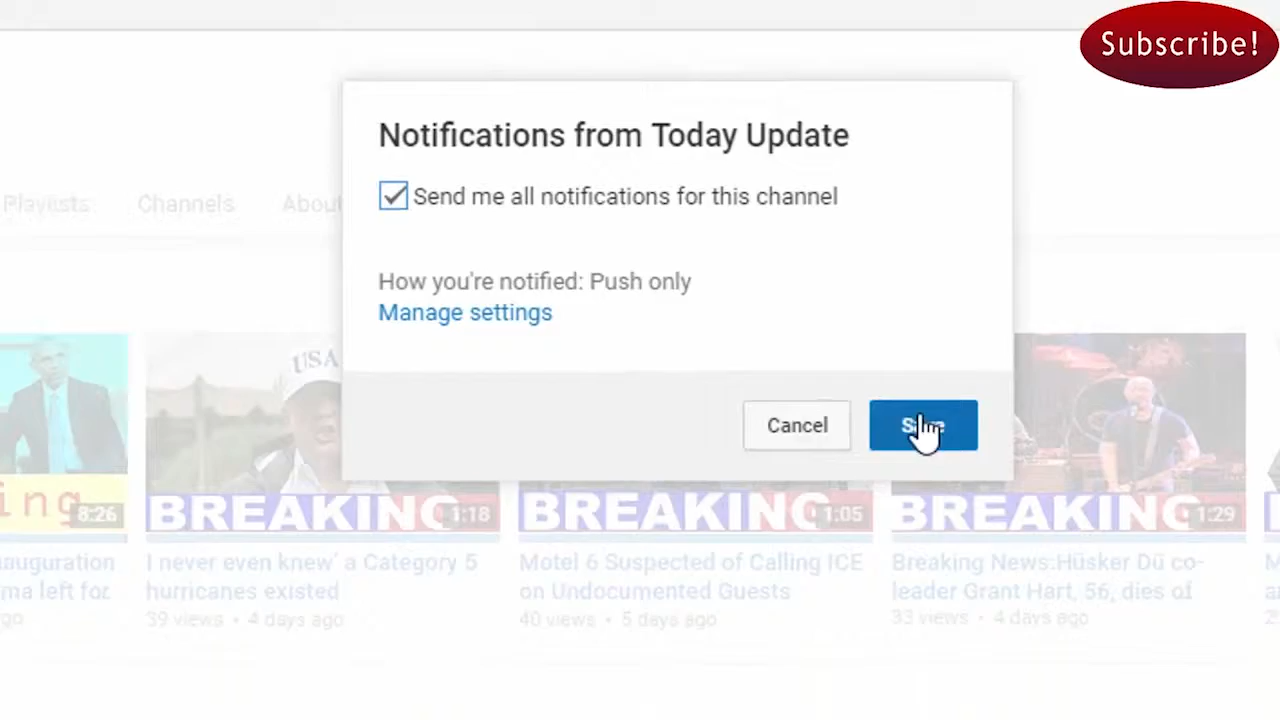 Subscribe!
Notifications from Today Update
Send me all notifications for this channel
Playlists Channels About
How you're notified: Push only
Manage settings
Cancel Save
USA
ing 8:26
BREAKING 1:18
BREAKING 1:05
BREAKING 1:29
I never even knew' a Category 5
hurricanes existed
39 views • 4 days ago
Motel 6 Suspected of Calling ICE
on Undocumented Guests
40 views • 5 days ago
Breaking News:Hüsker Dü co-
leader Grant Hart, 56, dies of
33 views • 4 days ago